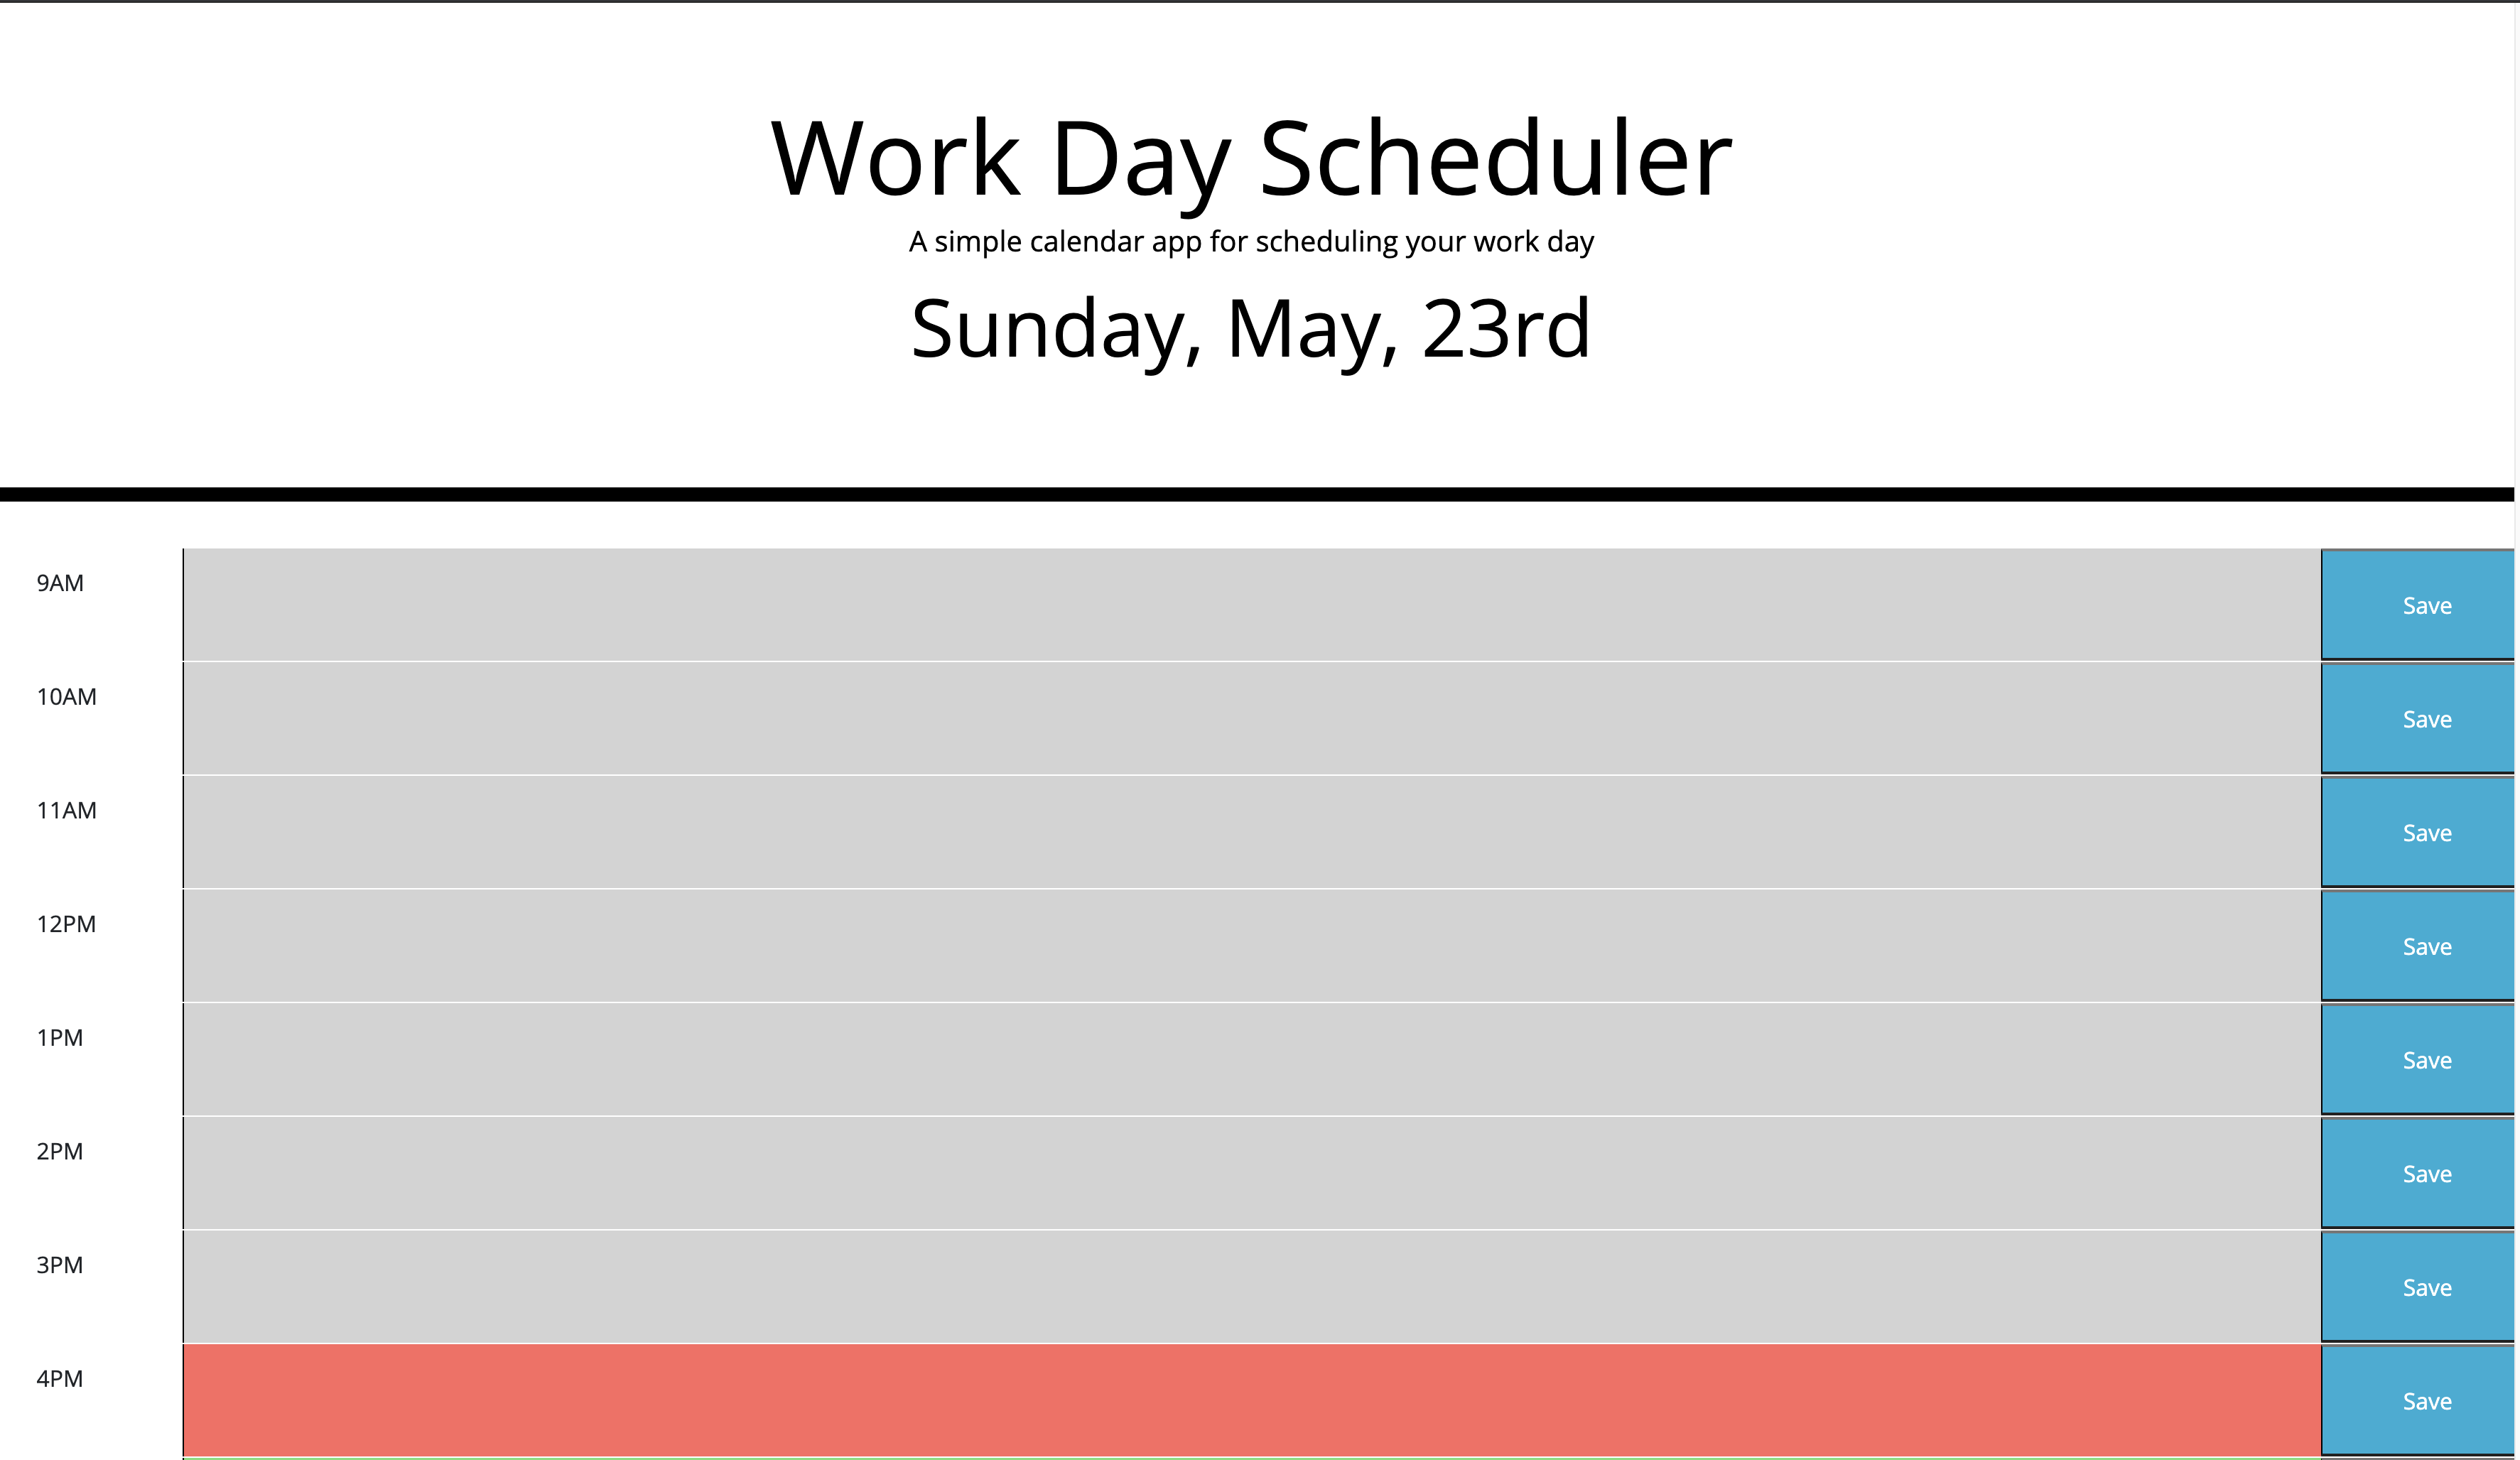 Work Day Scheduler
A simple calendar app for scheduling your work day
Sunday, May, 23rd
9AM
Save
10AM
Save
11AM
Save
12PM
Save
1PM
Save
2PM
Save
3PM
Save
4PM
Save